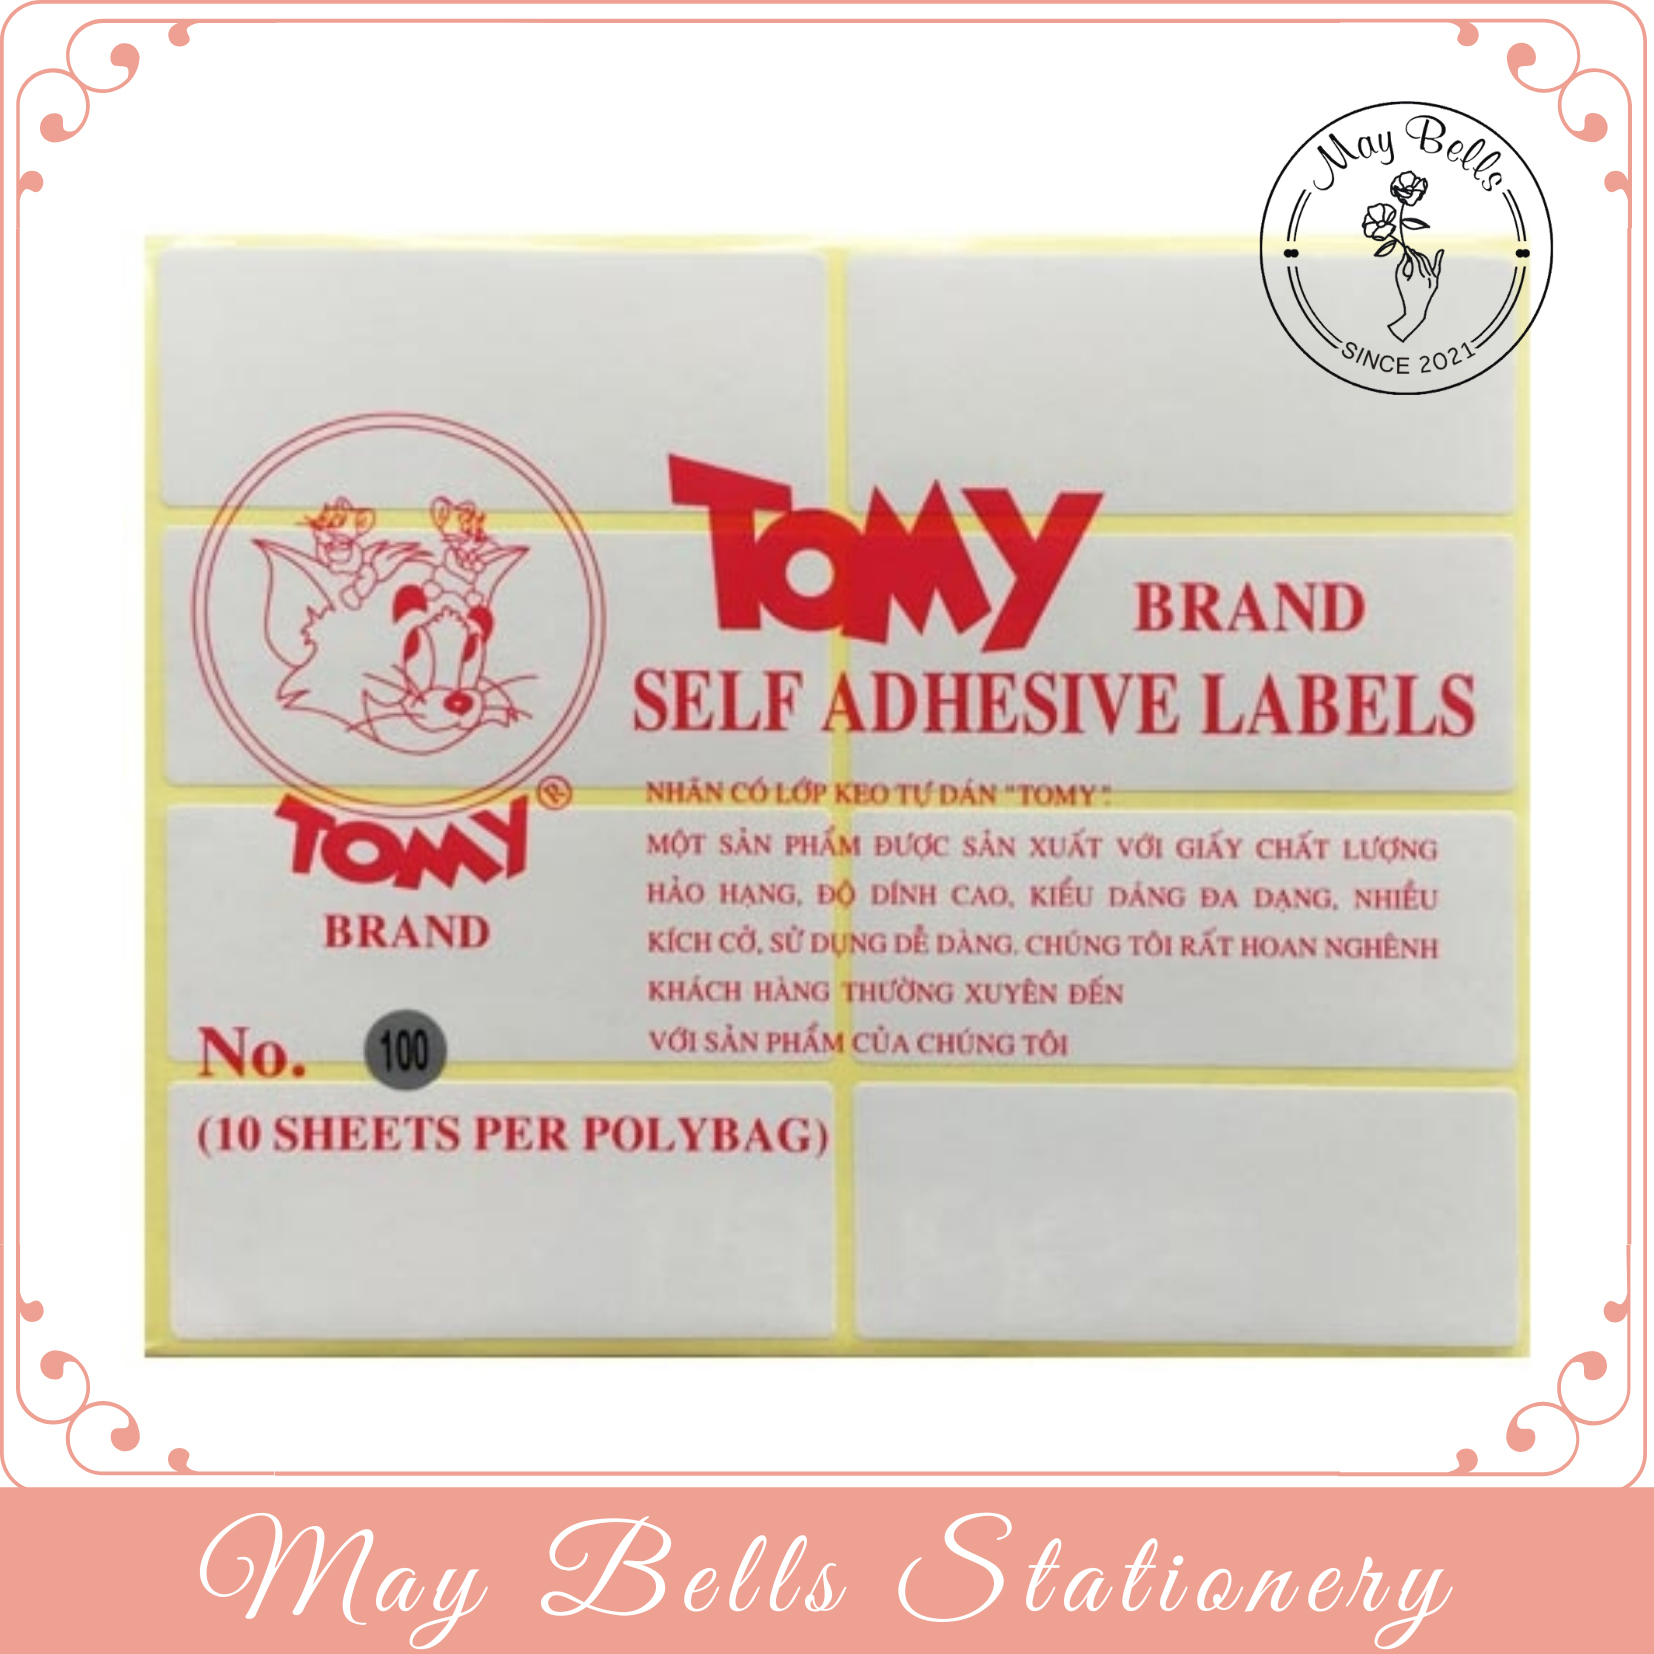 May Bells
SINCE 2021
TOMY BRAND
SELF ADHESIVE LABELS
NHÃN CÓ LỚP KEO TỰ DÁN "TOMY".
MỘT SẢN PHẨM ĐƯỢC SẢN XUẤT VỚI GIẤY CHẤT LƯỢNG
HẢO HẠNG, ĐỘ DÍNH CAO, KIỂU DÁNG ĐA DẠNG, NHIỀU
KÍCH CỞ, SỬ DỤNG DỄ DÀNG. CHÚNG TÔI RẤT HOAN NGHÊNH
KHÁCH HÀNG THƯỜNG XUYÊN ĐẾN
VỚI SẢN PHẨM CỦA CHÚNG TÔI
TOMY ®
BRAND
No. 100
(10 SHEETS PER POLYBAG)
May Bells Stationery